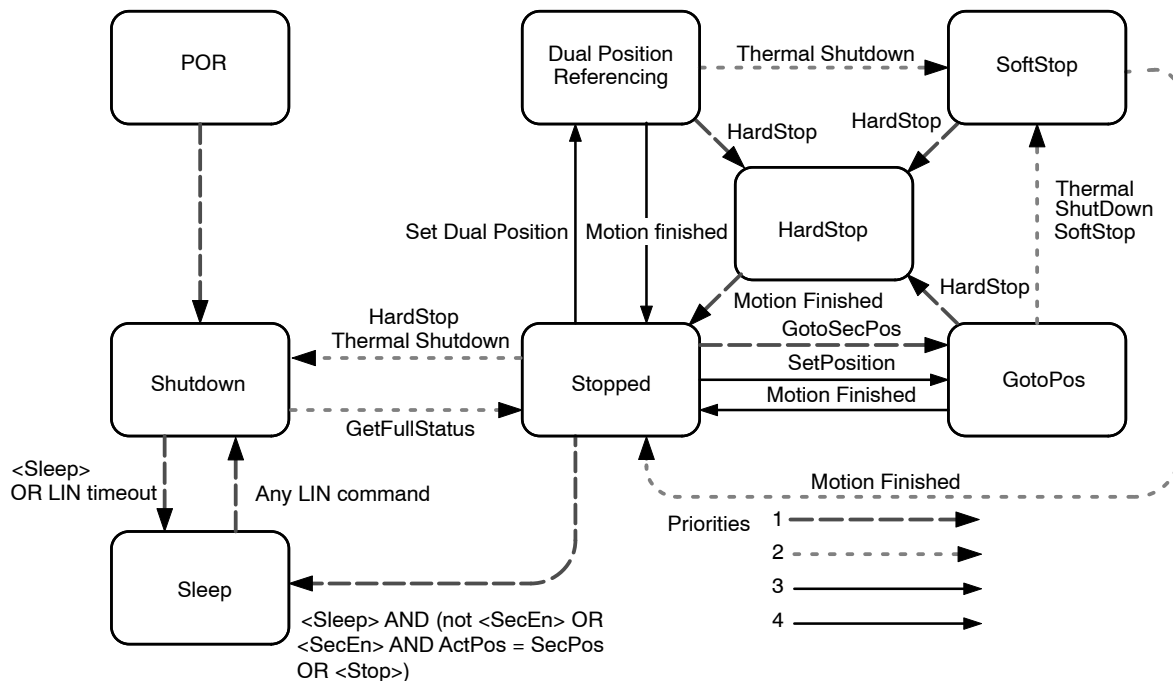 POR
Dual Position
Referencing
Thermal Shutdown
SoftStop
HardStop
HardStop
HardStop
Thermal
ShutDown
SoftStop
Set Dual Position
Motion finished
HardStop
Motion Finished
HardStop
Thermal Shutdown
GotoSecPos
Shutdown
Stopped
SetPosition
GotoPos
Motion Finished
GetFullStatus
<Sleep>
OR LIN timeout
Any LIN command
Motion Finished
Priorities
1
2
3
4
Sleep
<Sleep> AND (not <SecEn> OR
<SecEn> AND ActPos = SecPos
OR <Stop>)